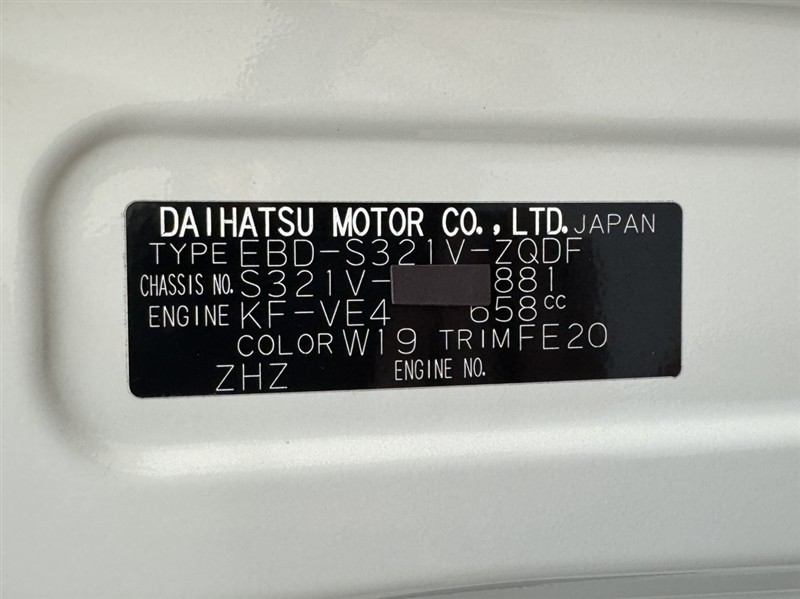 DAIHATSU MOTOR CO., LTD. JAPAN
TYPE EBD-S321V-ZQDF
CHASSIS NO. S321V- 881
ENGINE KF-VE4 658cc
COLOR W19 TRIM FE20
ZHZ ENGINE NO.